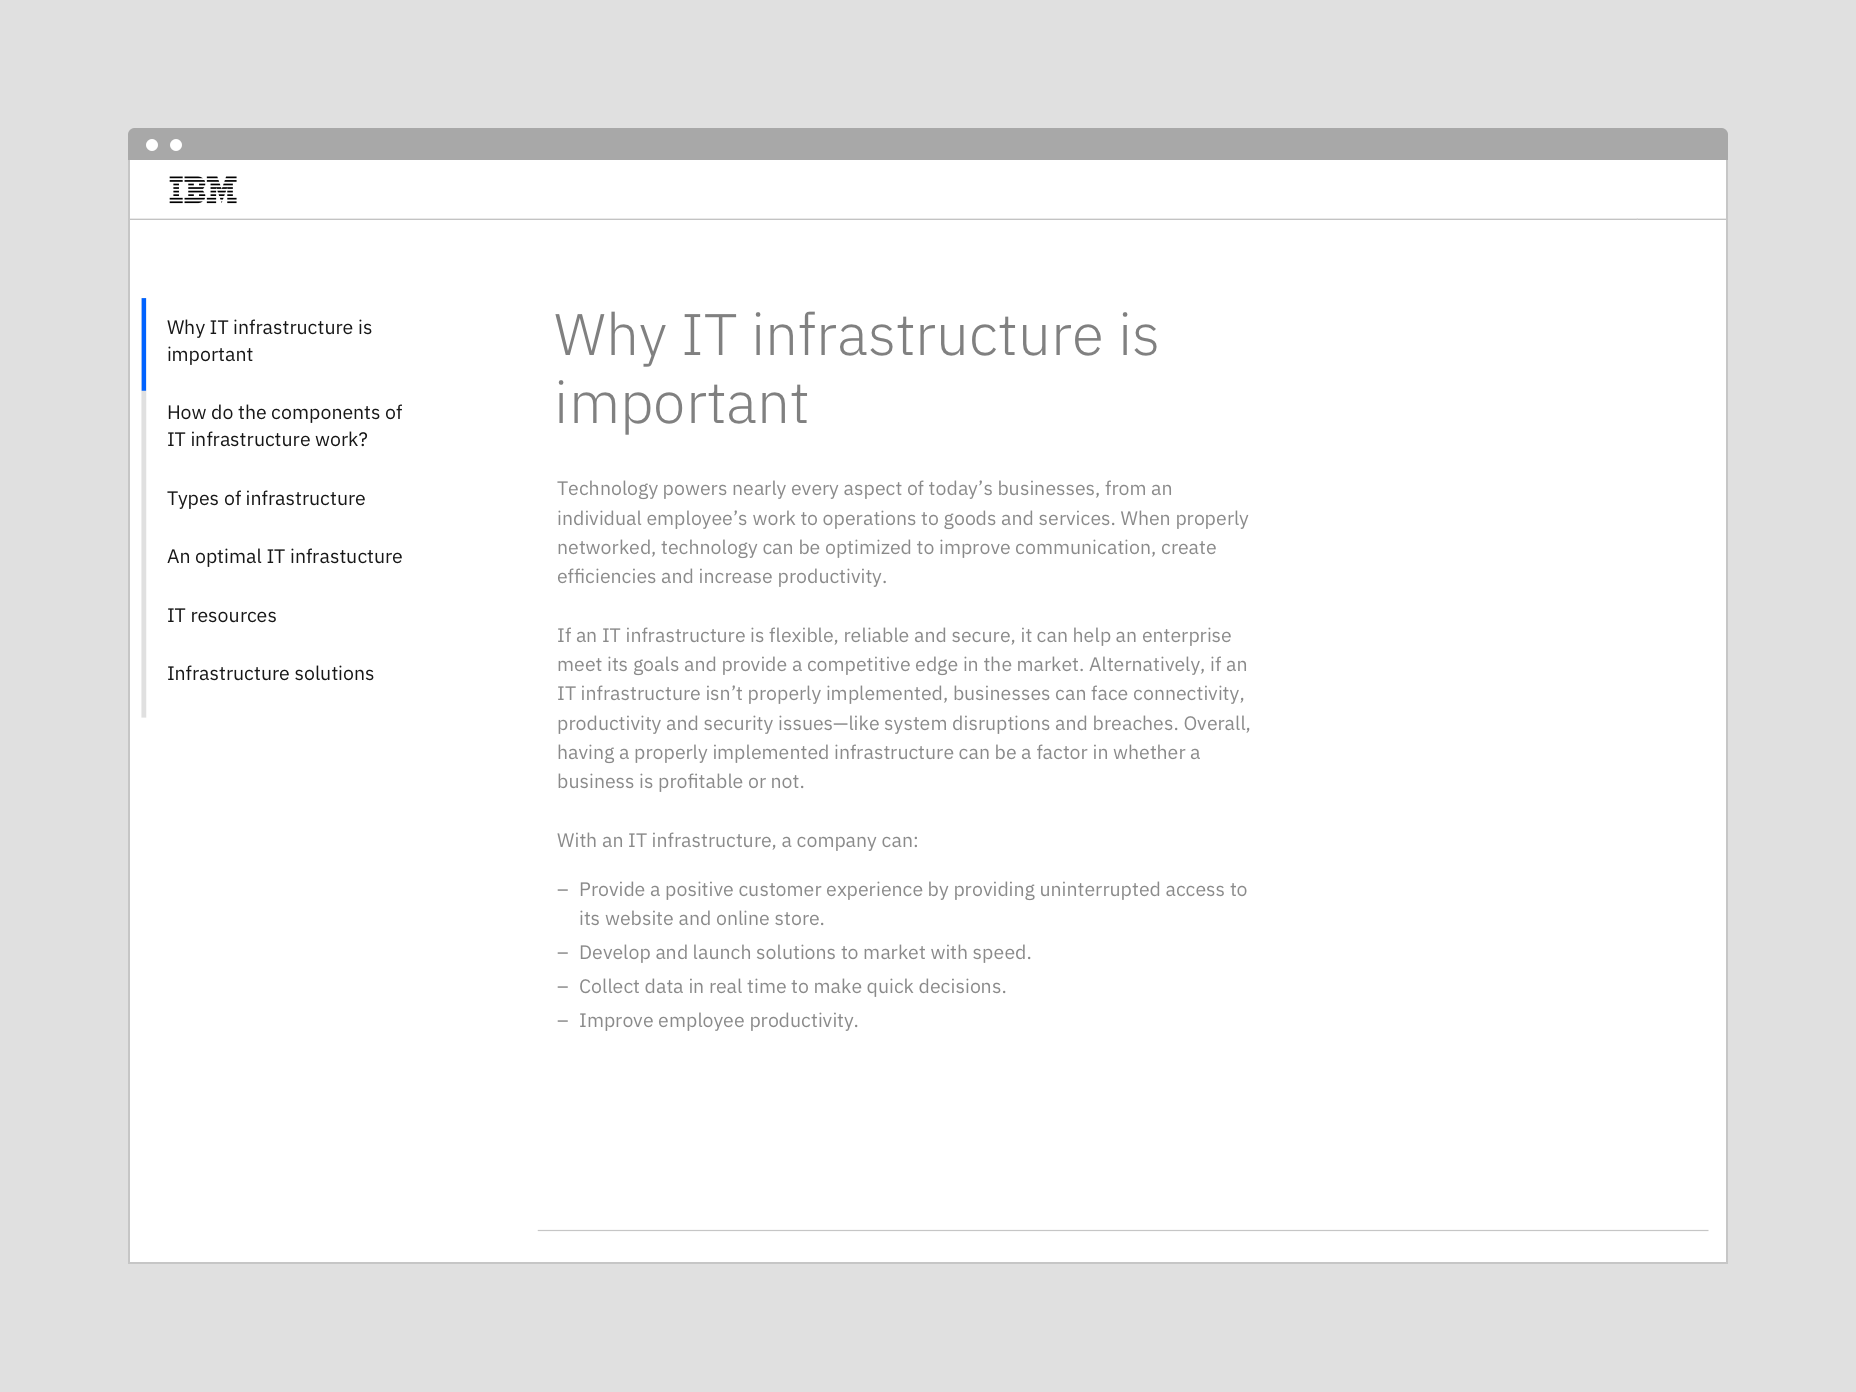 IBM
Why IT infrastructure is
important
How do the components of
IT infrastructure work?
Types of infrastructure
An optimal IT infrastucture
IT resources
Infrastructure solutions
Why IT infrastructure is
important
Technology powers nearly every aspect of today’s businesses, from an
individual employee’s work to operations to goods and services. When properly
networked, technology can be optimized to improve communication, create
efficiencies and increase productivity.
If an IT infrastructure is flexible, reliable and secure, it can help an enterprise
meet its goals and provide a competitive edge in the market. Alternatively, if an
IT infrastructure isn’t properly implemented, businesses can face connectivity,
productivity and security issues—like system disruptions and breaches. Overall,
having a properly implemented infrastructure can be a factor in whether a
business is profitable or not.
With an IT infrastructure, a company can:
– Provide a positive customer experience by providing uninterrupted access to
its website and online store.
– Develop and launch solutions to market with speed.
– Collect data in real time to make quick decisions.
– Improve employee productivity.